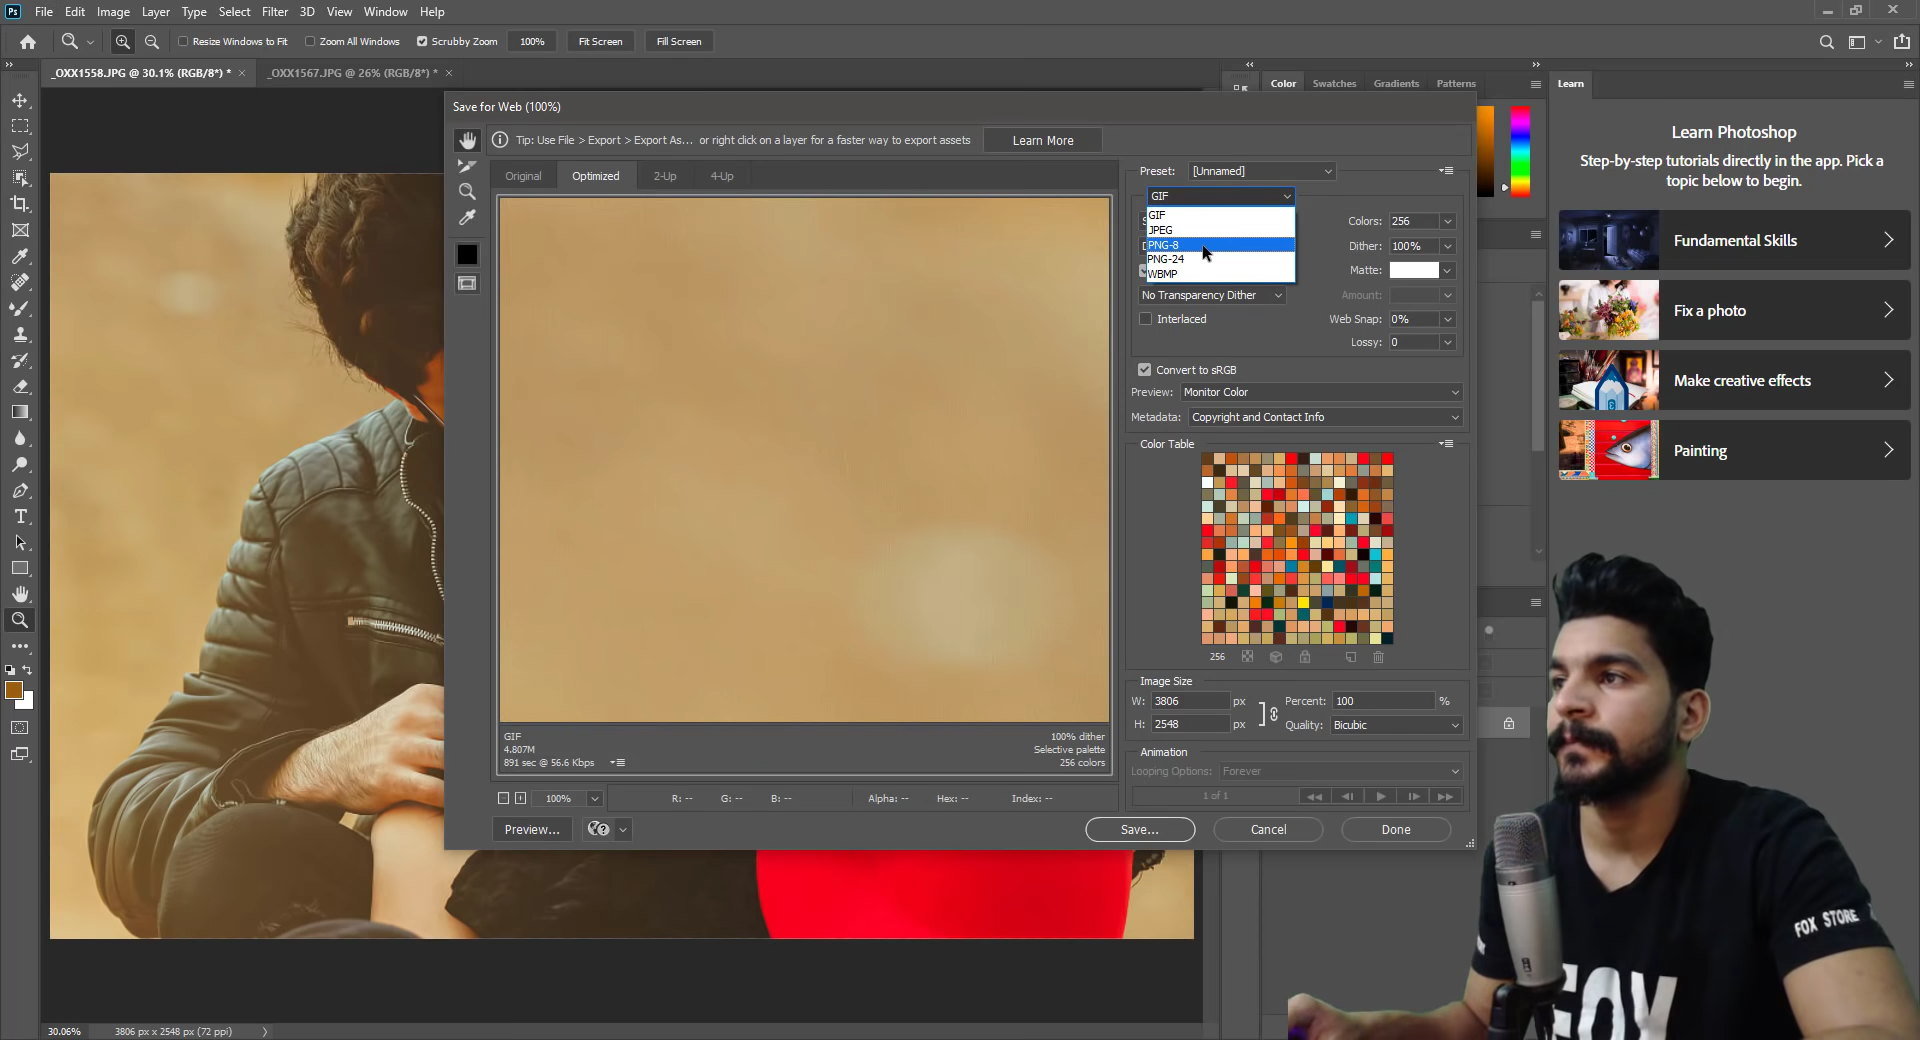 Ps File Edit Image Layer Type Select Filter 3D View Window Help
Resize Windows to Fit Zoom All Windows Scrubby Zoom 100% Fit Screen Fill Screen
_OXX1558.JPG @ 30.1% (RGB/8*) * × _OXX1567.JPG @ 26% (RGB/8*) * ×
Color Swatches Gradients Patterns
Learn
Save for Web (100%)
Tip: Use File > Export > Export As... or right click on a layer for a faster way to export assets
Learn More
Original Optimized 2-Up 4-Up
Preset: [Unnamed]
GIF
GIF
JPEG
PNG-8
PNG-24
WBMP
Colors: 256
Dither: 100%
Matte:
No Transparency Dither
Amount:
Interlaced
Web Snap: 0%
Lossy: 0
Convert to sRGB
Preview: Monitor Color
Metadata: Copyright and Contact Info
Color Table
256
Image Size
W: 3806 px Percent: 100 %
H: 2548 px Quality: Bicubic
Animation
Looping Options: Forever
1 of 1
GIF
4.807M
891 sec @ 56.6 Kbps
100% dither
Selective palette
256 colors
100% R: -- G: -- B: -- Alpha: -- Hex: -- Index: --
Preview... Save... Cancel Done
Learn Photoshop
Step-by-step tutorials directly in the app. Pick a
topic below to begin.
Fundamental Skills
Fix a photo
Make creative effects
Painting
FOX STORE
FOX
30.06% 3806 px x 2548 px (72 ppi)